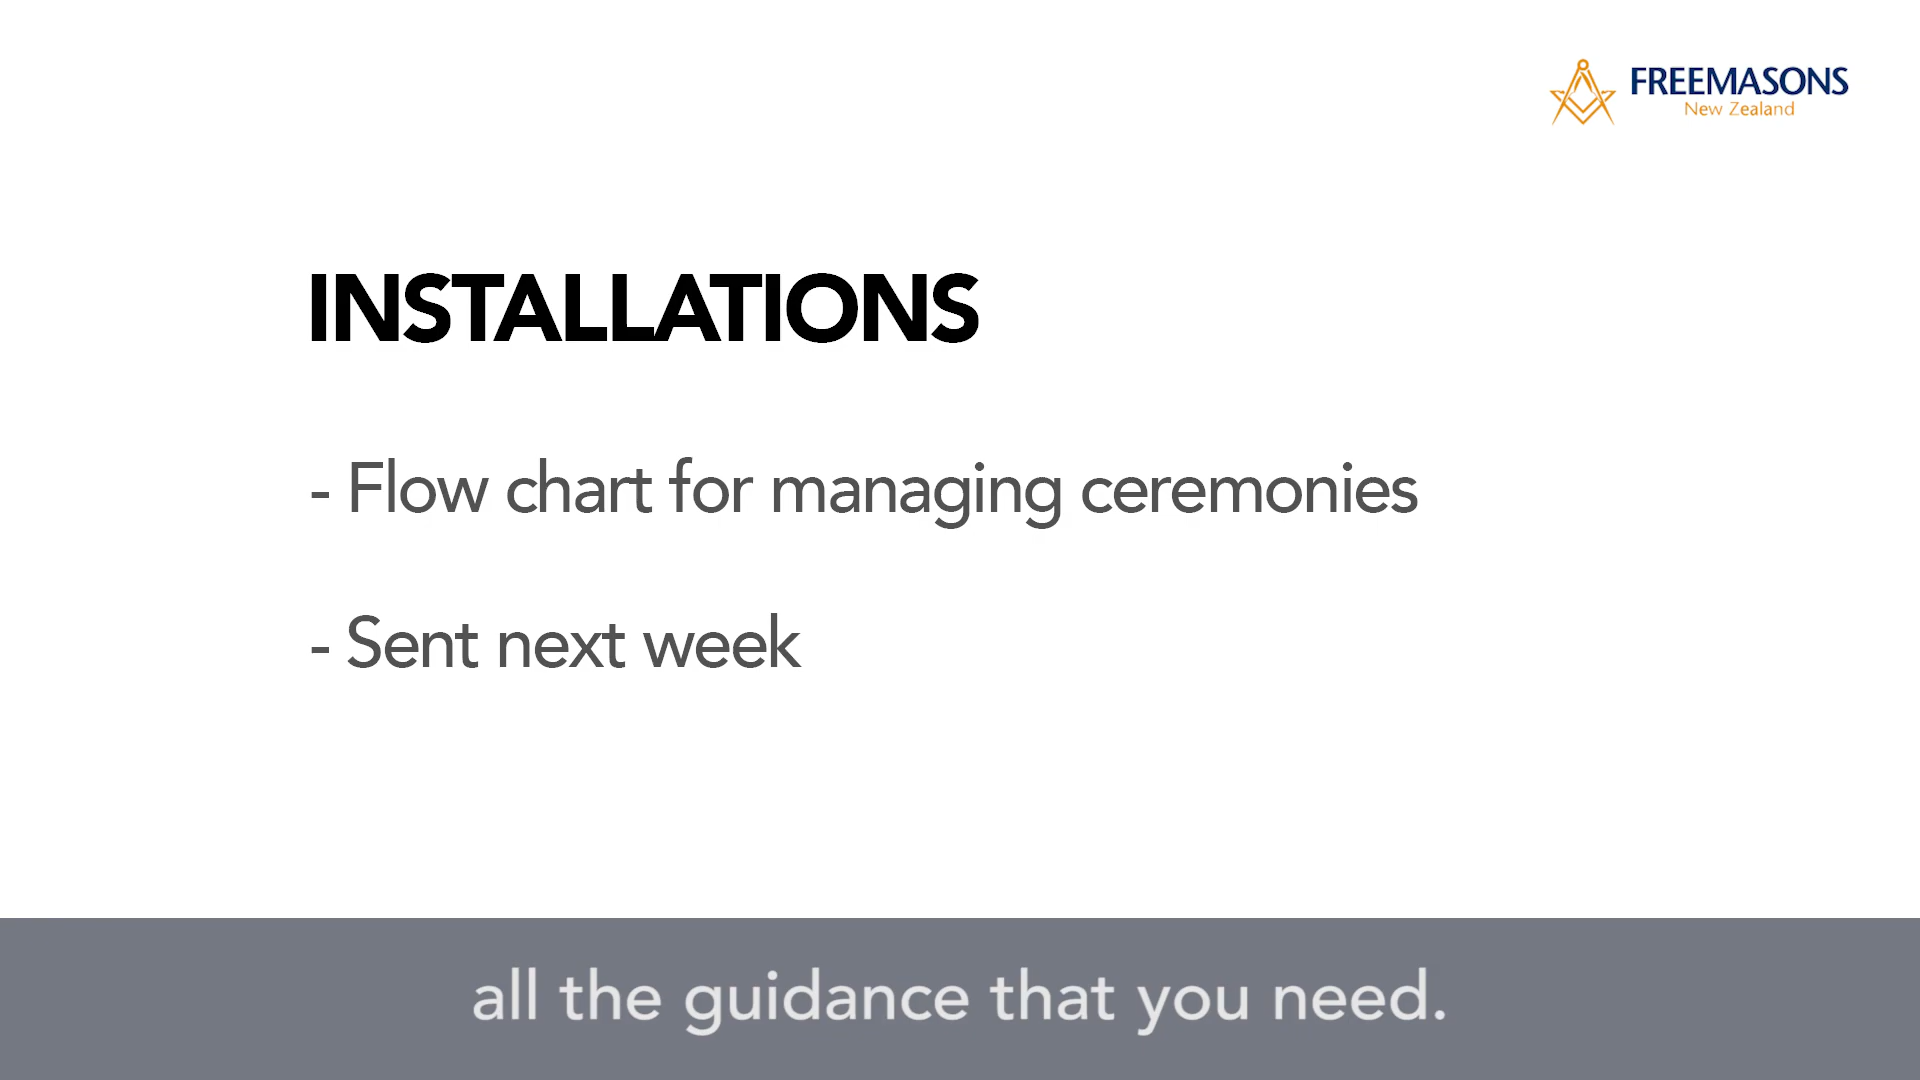 FREEMASONS
New Zealand
INSTALLATIONS
- Flow chart for managing ceremonies
- Sent next week
all the guidance that you need.